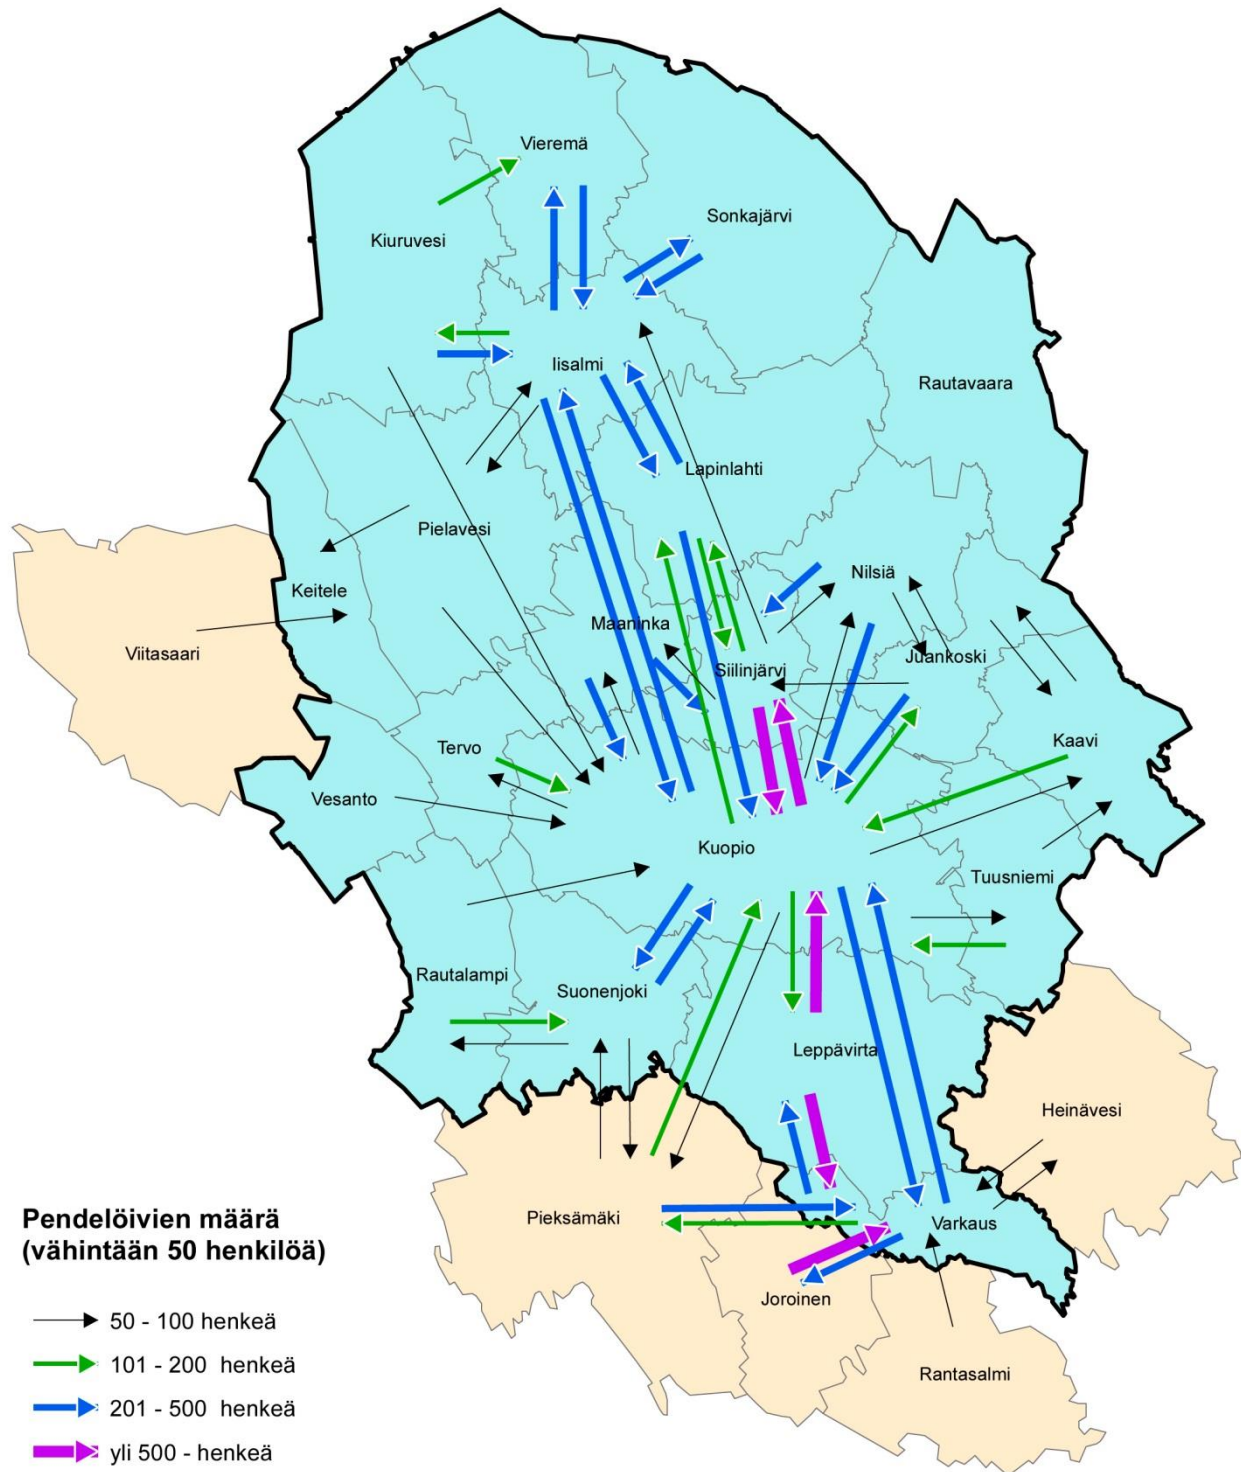 Vieremä
Sonkajärvi
Kiuruvesi
Iisalmi
Rautavaara
Lapinlahti
Pielavesi
Nilsiä
Keitele
Maaninka
Viitasaari
Juankoski
Siilinjärvi
Kaavi
Tervo
Vesanto
Kuopio
Tuusniemi
Rautalampi
Suonenjoki
Leppävirta
Heinävesi
Pieksämäki
Varkaus
Joroinen
Rantasalmi
Pendelöivien määrä
(vähintään 50 henkilöä)
50 - 100 henkeä
101 - 200 henkeä
201 - 500 henkeä
yli 500 - henkeä